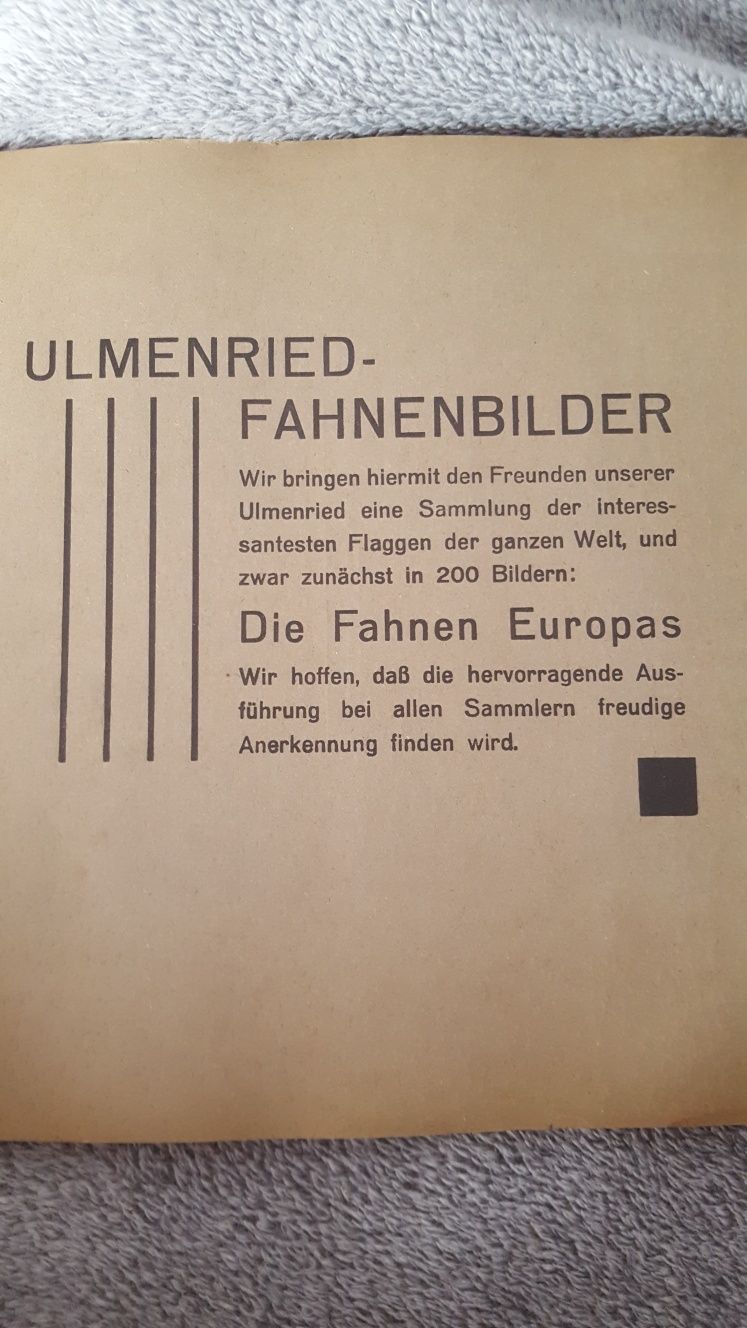 ULMENRIED-
FAHNENBILDER
Wir bringen hiermit den Freunden unserer
Ulmenried eine Sammlung der interes-
santesten Flaggen der ganzen Welt, und
zwar zunächst in 200 Bildern:
Die Fahnen Europas
Wir hoffen, daß die hervorragende Aus-
führung bei allen Sammlern freudige
Anerkennung finden wird.